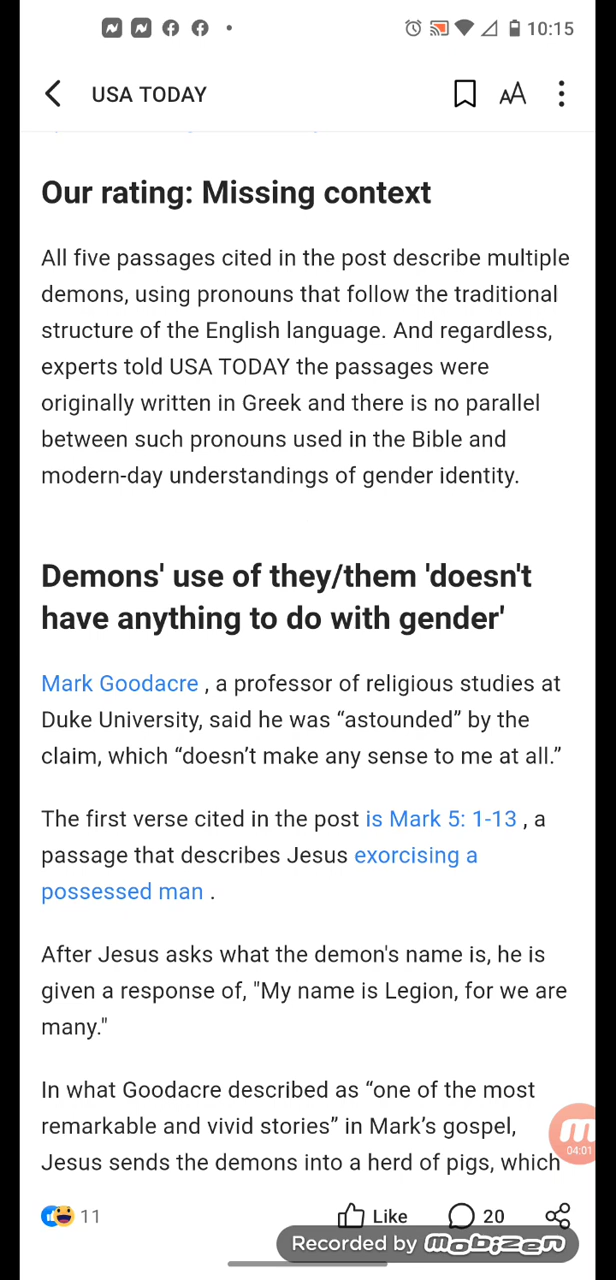 10:15
USA TODAY
AA
Our rating: Missing context
All five passages cited in the post describe multiple
demons, using pronouns that follow the traditional
structure of the English language. And regardless,
experts told USA TODAY the passages were
originally written in Greek and there is no parallel
between such pronouns used in the Bible and
modern-day understandings of gender identity.
Demons' use of they/them 'doesn't
have anything to do with gender'
Mark Goodacre , a professor of religious studies at
Duke University, said he was “astounded” by the
claim, which “doesn’t make any sense to me at all.”
The first verse cited in the post is Mark 5: 1-13 , a
passage that describes Jesus exorcising a
possessed man .
After Jesus asks what the demon's name is, he is
given a response of, "My name is Legion, for we are
many."
In what Goodacre described as “one of the most
remarkable and vivid stories” in Mark’s gospel,
Jesus sends the demons into a herd of pigs, which
m
04:01
11
Like
20
Recorded by mobizen